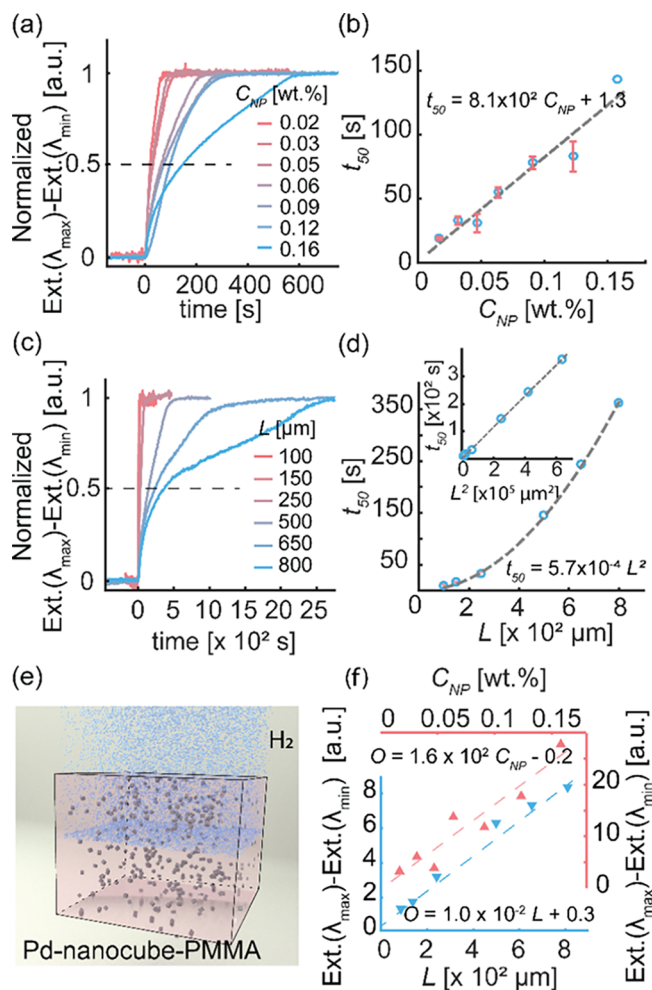 (a)
Normalized
Ext.(λmax)-Ext.(λmin) [a.u.]
1
0.5
0
C_NP [wt.%]
0.02
0.03
0.05
0.06
0.09
0.12
0.16
0 200 400 600
time [s]
(b)
t₅₀ [s]
150
100
50
0
t₅₀ = 8.1x10² C_NP + 1.3
0 0.05 0.10 0.15
C_NP [wt.%]
(c)
Normalized
Ext.(λmax)-Ext.(λmin) [a.u.]
1
0.5
0
L [µm]
100
150
250
500
650
800
0 5 10 15 20 25
time [x 10² s]
(d)
t₅₀ [s]
350
250
150
50
t₅₀ [x10² s]
3
2
1
0 2 4 6
L² [x10⁵ µm²]
t₅₀ = 5.7x10⁻⁴ L²
0 2 4 6 8
L [x 10² µm]
(e)
H₂
Pd-nanocube-PMMA
(f)
C_NP [wt.%]
0 0.05 0.1 0.15
O = 1.6 x 10² C_NP - 0.2
Ext.(λmax)-Ext.(λmin) [a.u.]
8
6
4
2
0
20
10
0
Ext.(λmax)-Ext.(λmin) [a.u.]
O = 1.0 x 10⁻² L + 0.3
0 2 4 6 8
L [x 10² µm]